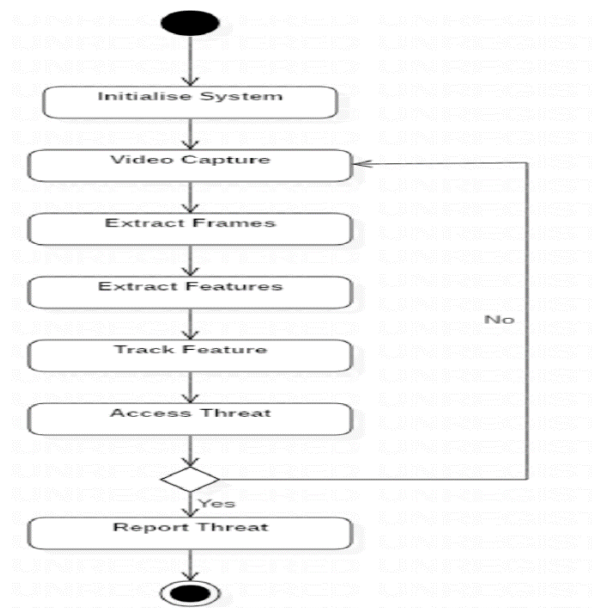 Initialise System
Video Capture
Extract Frames
Extract Features
No
Track Feature
Access Threat
Yes
Report Threat